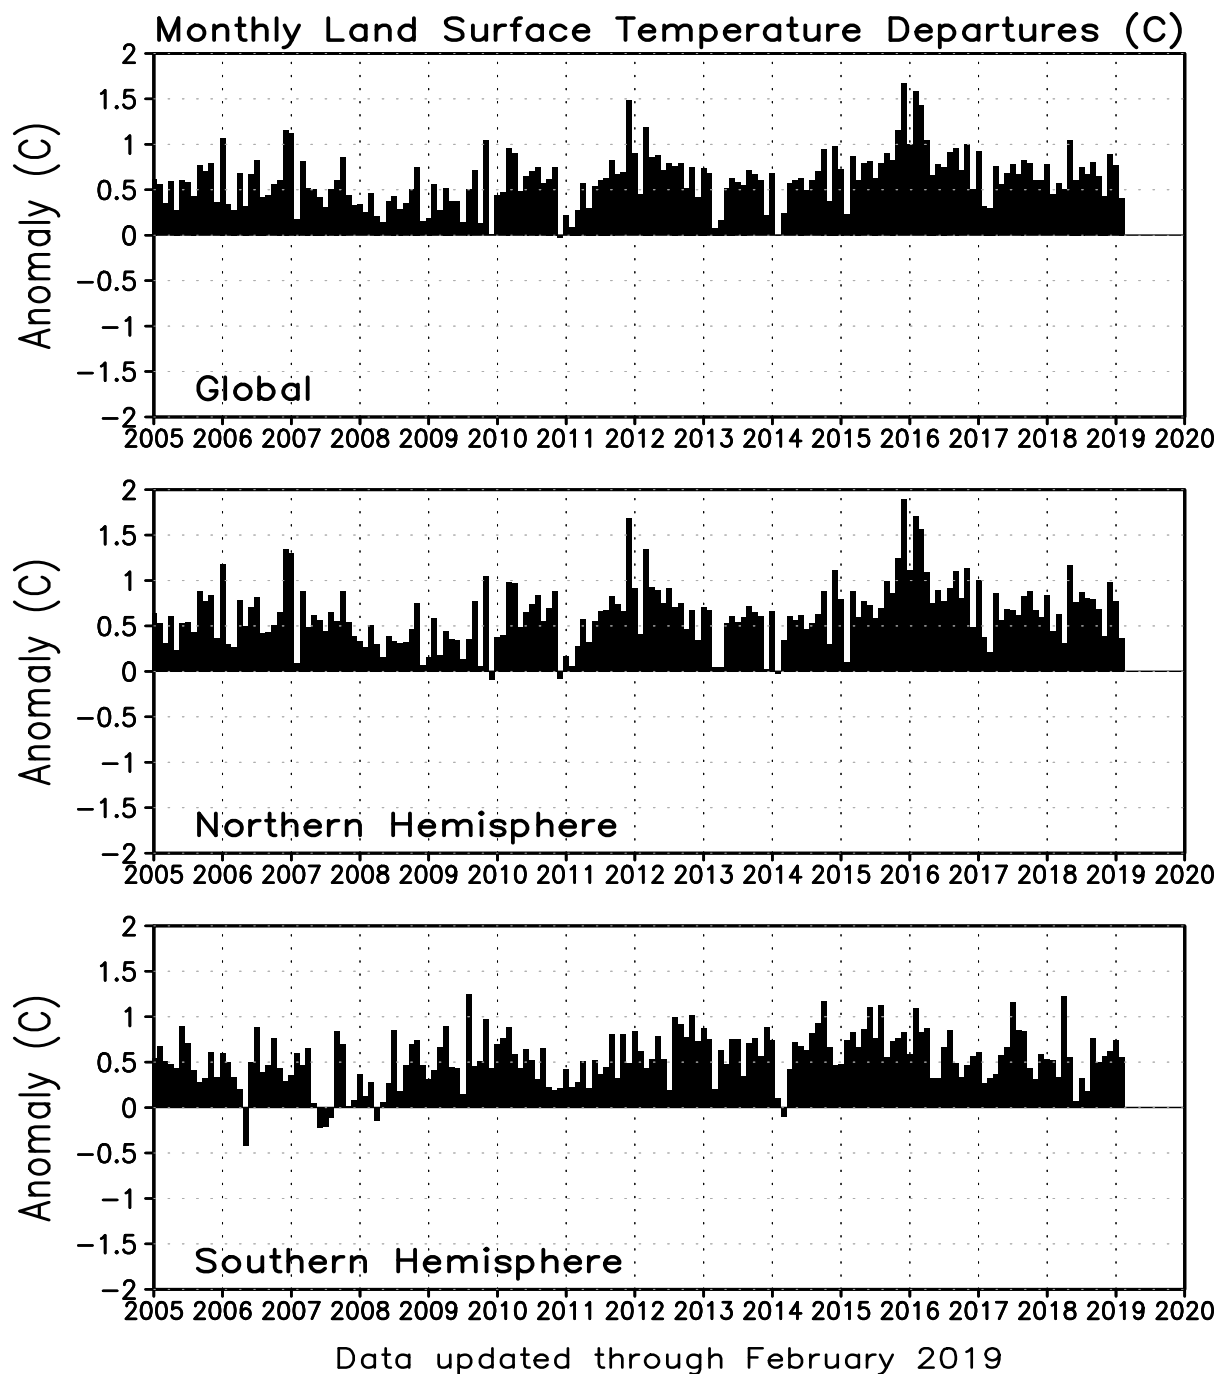 Monthly Land Surface Temperature Departures (C)
Anomaly (C)
2
1.5
1
0.5
0
−0.5
−1
−1.5
−2
Global
2005 2006 2007 2008 2009 2010 2011 2012 2013 2014 2015 2016 2017 2018 2019 2020
Anomaly (C)
2
1.5
1
0.5
0
−0.5
−1
−1.5
−2
Northern Hemisphere
2005 2006 2007 2008 2009 2010 2011 2012 2013 2014 2015 2016 2017 2018 2019 2020
Anomaly (C)
2
1.5
1
0.5
0
−0.5
−1
−1.5
−2
Southern Hemisphere
2005 2006 2007 2008 2009 2010 2011 2012 2013 2014 2015 2016 2017 2018 2019 2020
Data updated through February 2019